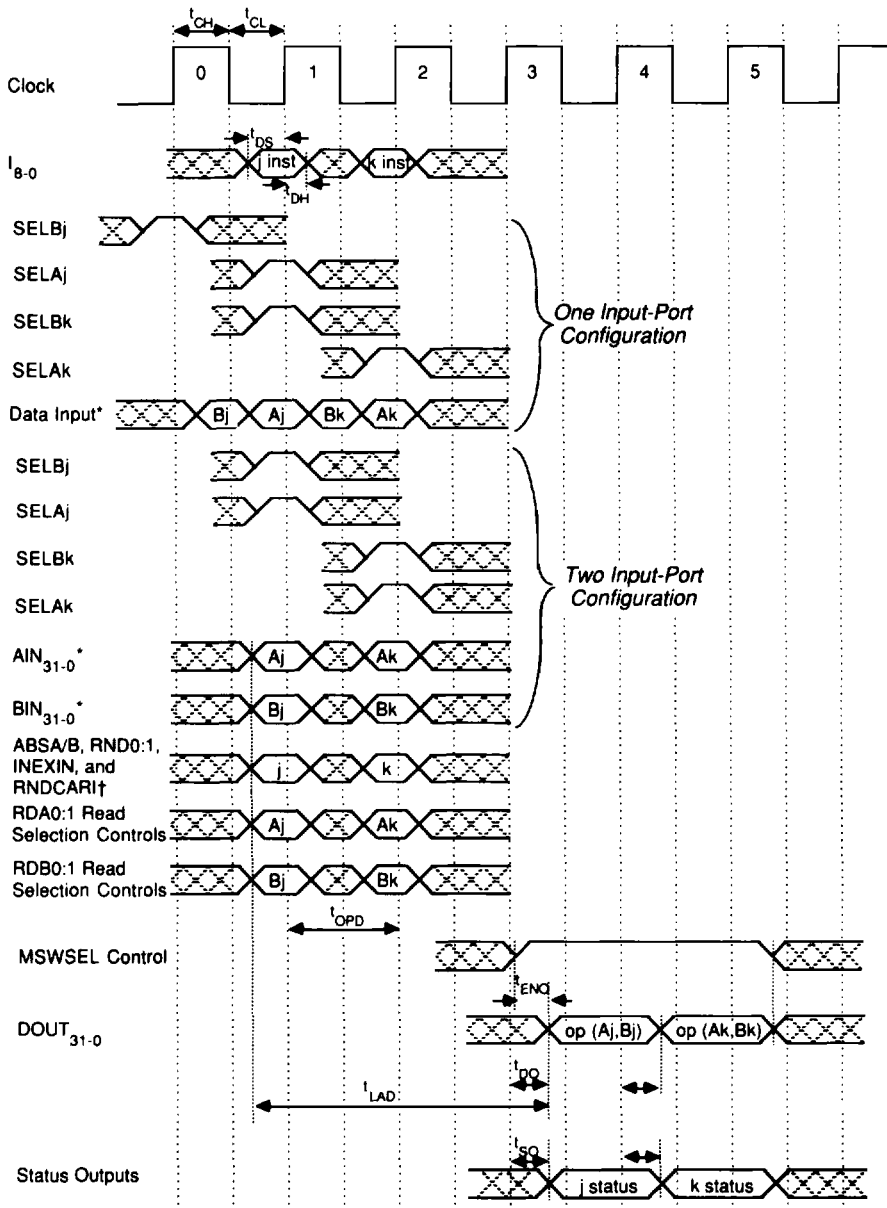 tCH tCL
Clock 0 1 2 3 4 5
tDS
I8-0 j inst k inst
tDH
SELBj
SELAj
SELBk
SELAk
One Input-Port
Configuration
Data Input* Bj Aj Bk Ak
SELBj
SELAj
SELBk
SELAk
Two Input-Port
Configuration
AIN31-0* Aj Ak
BIN31-0* Bj Bk
ABSA/B, RND0:1,
INEXIN, and
RNDCARI† j k
RDA0:1 Read
Selection Controls Aj Ak
RDB0:1 Read
Selection Controls Bj Bk
tOPD
MSWSEL Control
tENO
DOUT31-0 op (Aj,Bj) op (Ak,Bk)
tDO
tLAD
tSO
Status Outputs j status k status